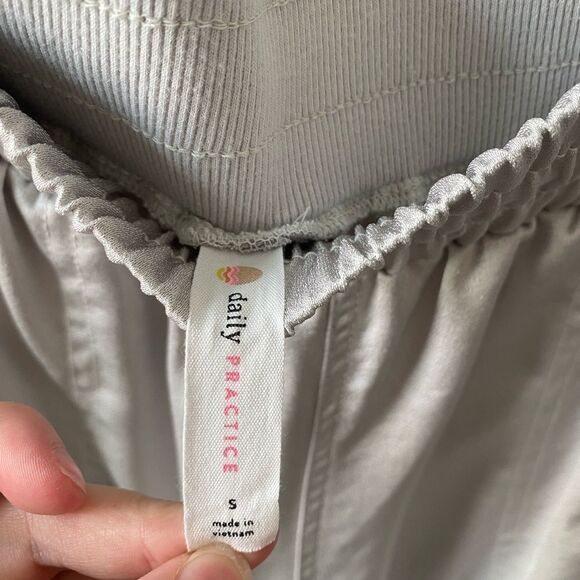 daily PRACTICE
S
made in
vietnam